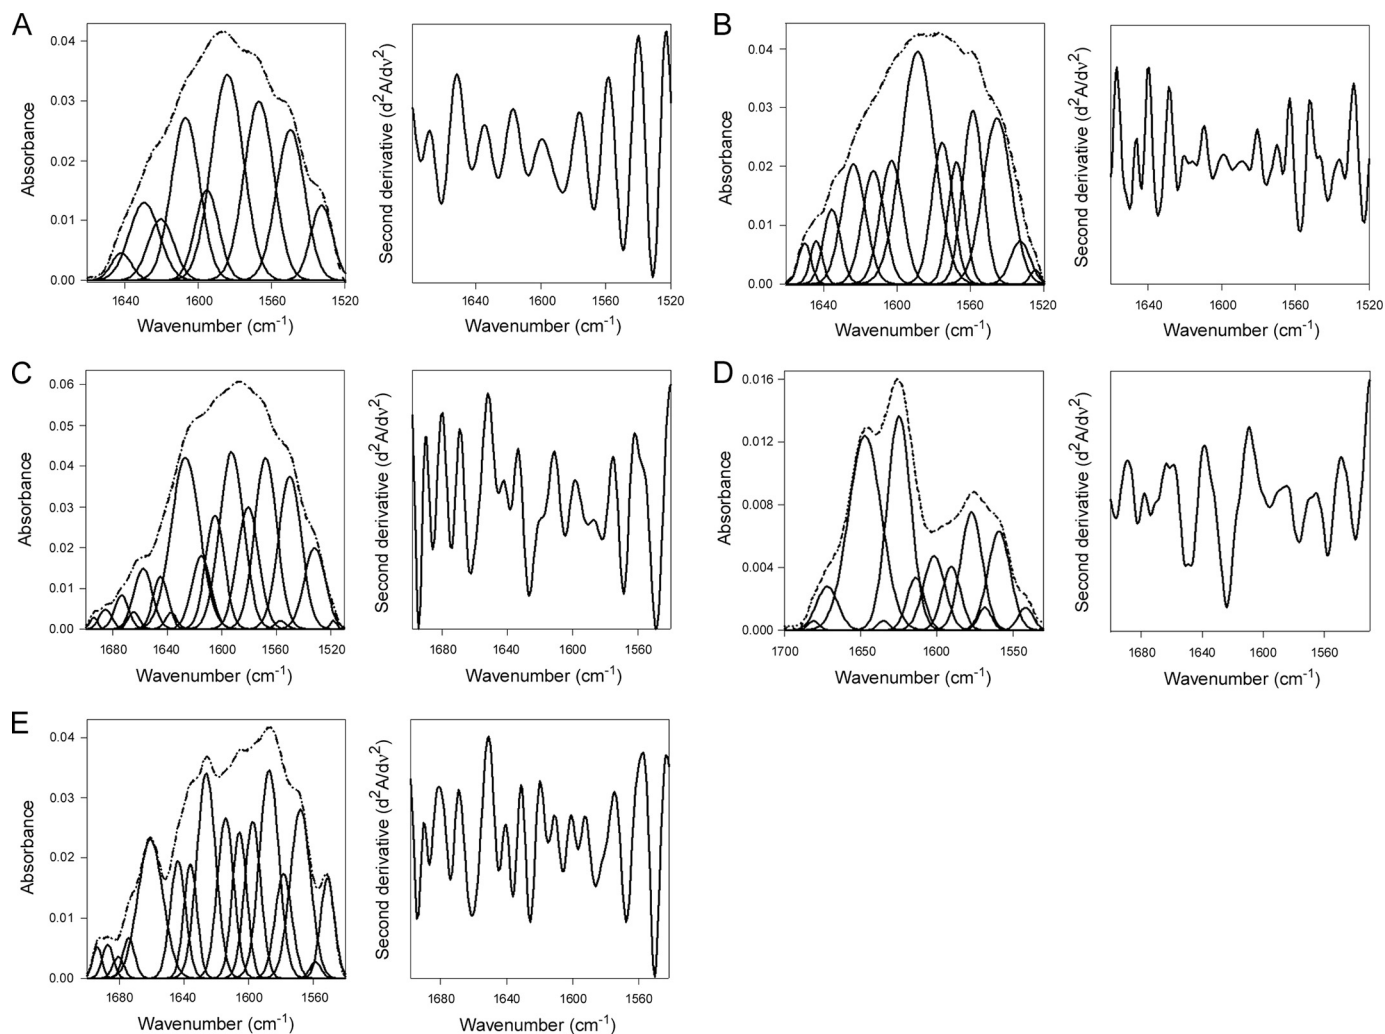 A
0.04
0.03
0.02
0.01
0.00
Absorbance
1640 1600 1560 1520
Wavenumber (cm⁻¹)
Second derivative (d²A/dv²)
1640 1600 1560 1520
Wavenumber (cm⁻¹)
B
0.04
0.03
0.02
0.01
0.00
Absorbance
1640 1600 1560 1520
Wavenumber (cm⁻¹)
Second derivative (d²A/dv²)
1640 1600 1560 1520
Wavenumber (cm⁻¹)
C
0.06
0.05
0.04
0.03
0.02
0.01
0.00
Absorbance
1680 1640 1600 1560 1520
Wavenumber (cm⁻¹)
Second derivative (d²A/dv²)
1680 1640 1600 1560
Wavenumber (cm⁻¹)
D
0.016
0.012
0.008
0.004
0.000
Absorbance
1700 1650 1600 1550
Wavenumber (cm⁻¹)
Second derivative (d²A/dv²)
1680 1640 1600 1560
Wavenumber (cm⁻¹)
E
0.04
0.03
0.02
0.01
0.00
Absorbance
1680 1640 1600 1560
Wavenumber (cm⁻¹)
Second derivative (d²A/dv²)
1680 1640 1600 1560
Wavenumber (cm⁻¹)